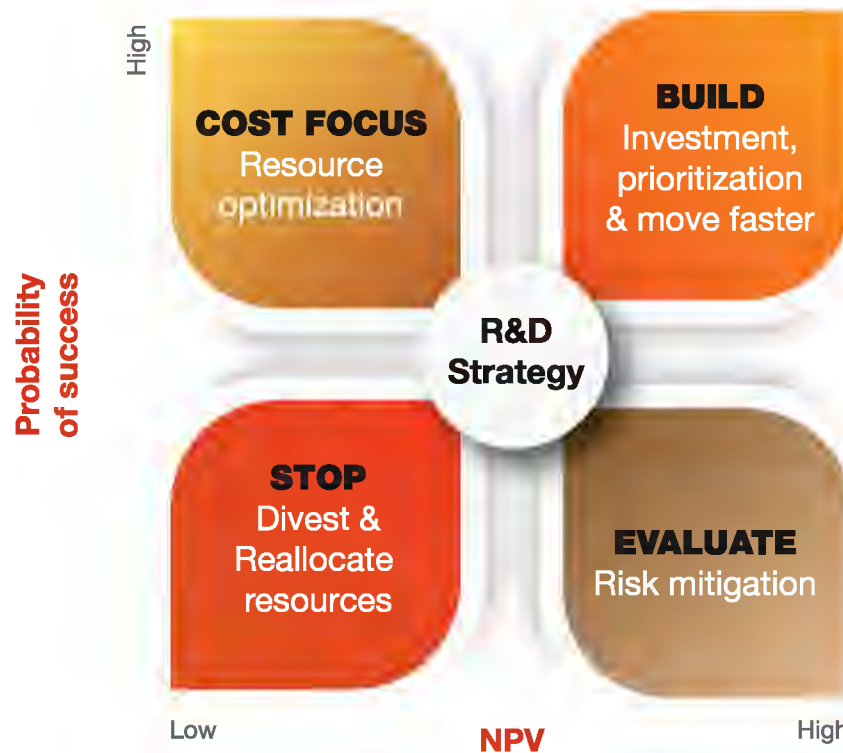 High
COST FOCUS
Resource
optimization
BUILD
Investment,
prioritization
& move faster
Probability
of success
R&D
Strategy
STOP
Divest &
Reallocate
resources
EVALUATE
Risk mitigation
Low
NPV
High